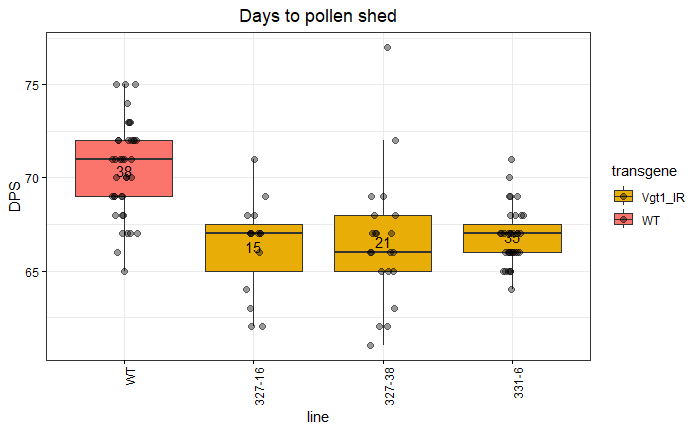 Days to pollen shed
DPS
75
70
65
38
15
21
35
WT
327-16
327-38
331-6
line
transgene
Vgt1_IR
WT